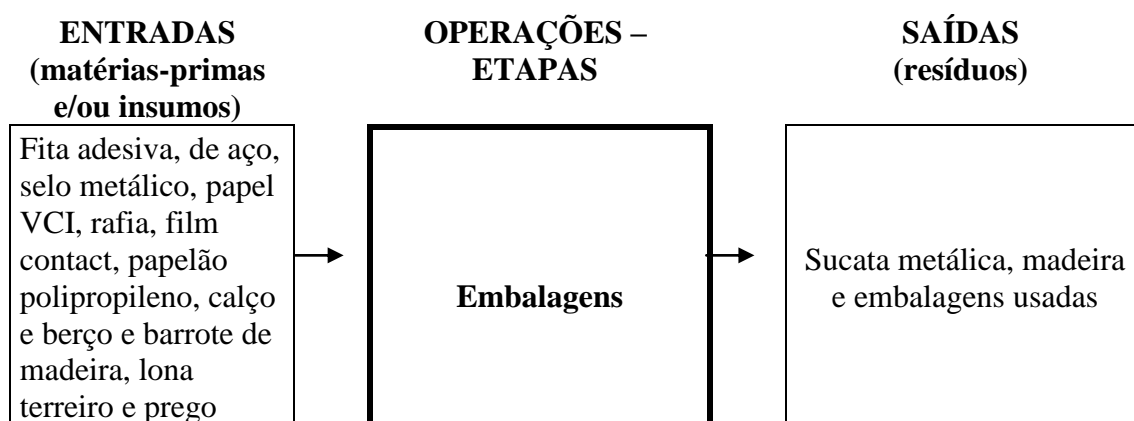 ENTRADAS
(matérias-primas
e/ou insumos)
OPERAÇÕES –
ETAPAS
SAÍDAS
(resíduos)
Fita adesiva, de aço,
selo metálico, papel
VCI, rafia, film
contact, papelão
polipropileno, calço
e berço e barrote de
madeira, lona
terreiro e prego
Embalagens
Sucata metálica, madeira
e embalagens usadas